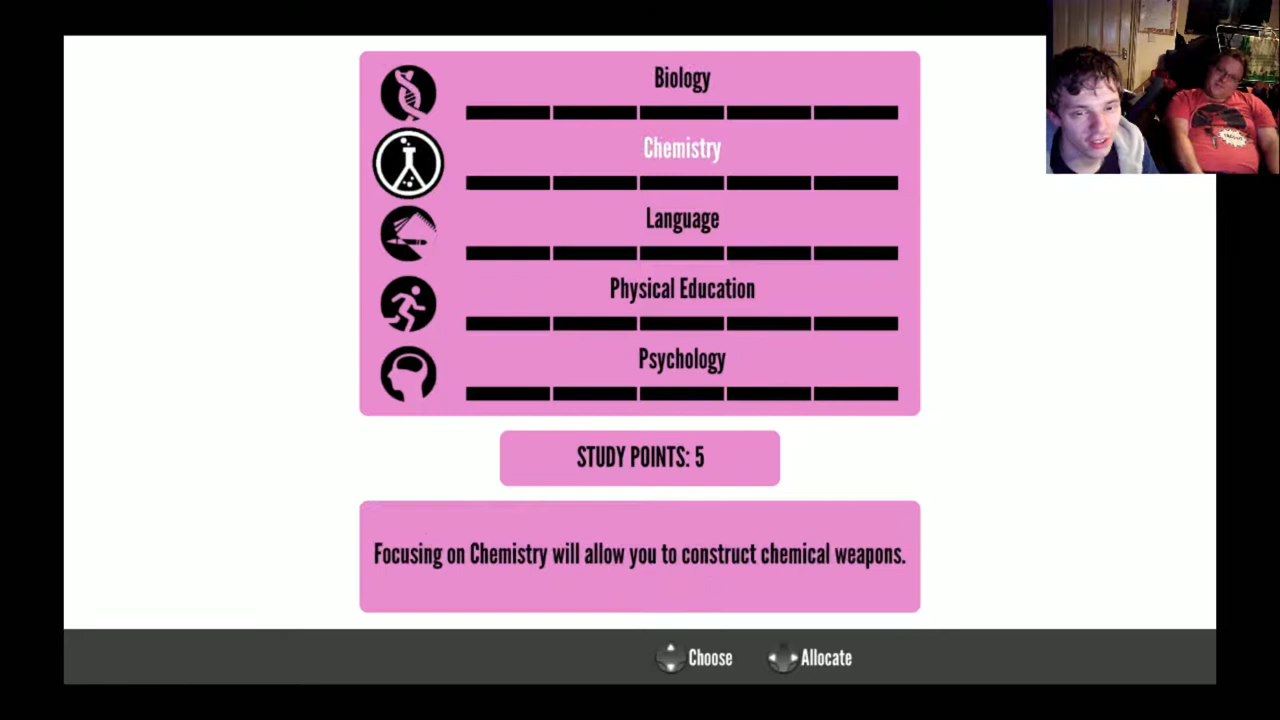 Biology
Chemistry
Language
Physical Education
Psychology
STUDY POINTS: 5
Focusing on Chemistry will allow you to construct chemical weapons.
Choose
Allocate